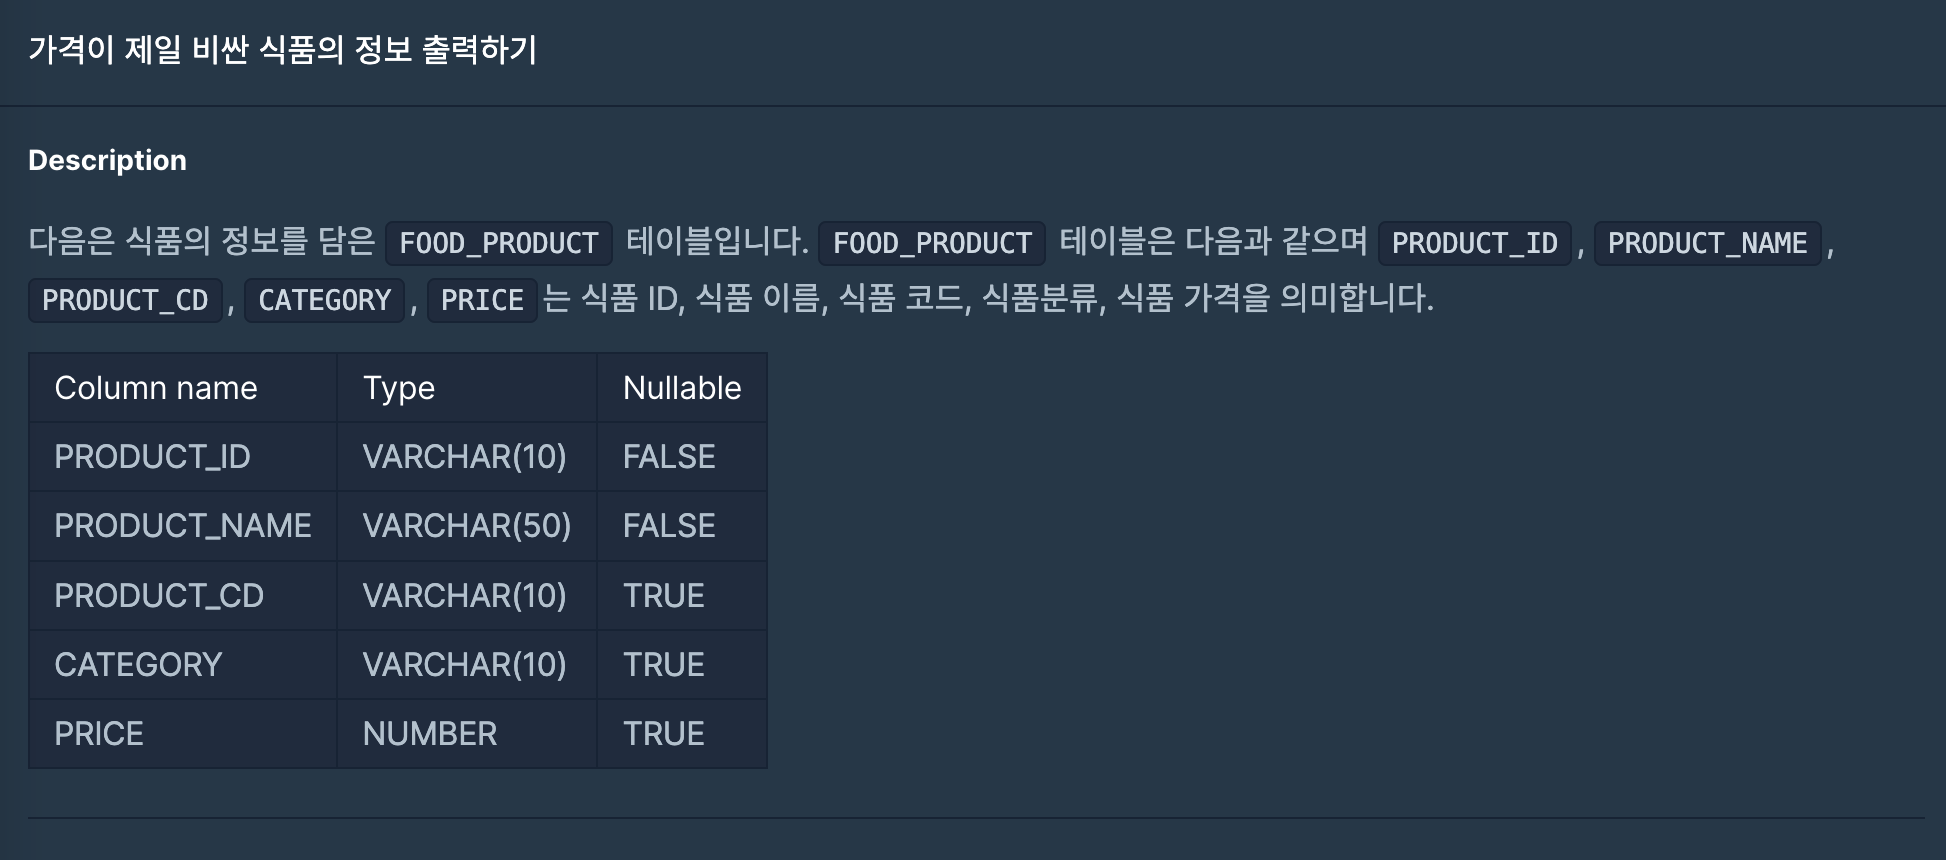 가격이 제일 비싼 식품의 정보 출력하기
Description
다음은 식품의 정보를 담은 FOOD_PRODUCT 테이블입니다. FOOD_PRODUCT 테이블은 다음과 같으며 PRODUCT_ID , PRODUCT_NAME ,
PRODUCT_CD , CATEGORY , PRICE 는 식품 ID, 식품 이름, 식품 코드, 식품분류, 식품 가격을 의미합니다.
Column name Type Nullable
PRODUCT_ID VARCHAR(10) FALSE
PRODUCT_NAME VARCHAR(50) FALSE
PRODUCT_CD VARCHAR(10) TRUE
CATEGORY VARCHAR(10) TRUE
PRICE NUMBER TRUE